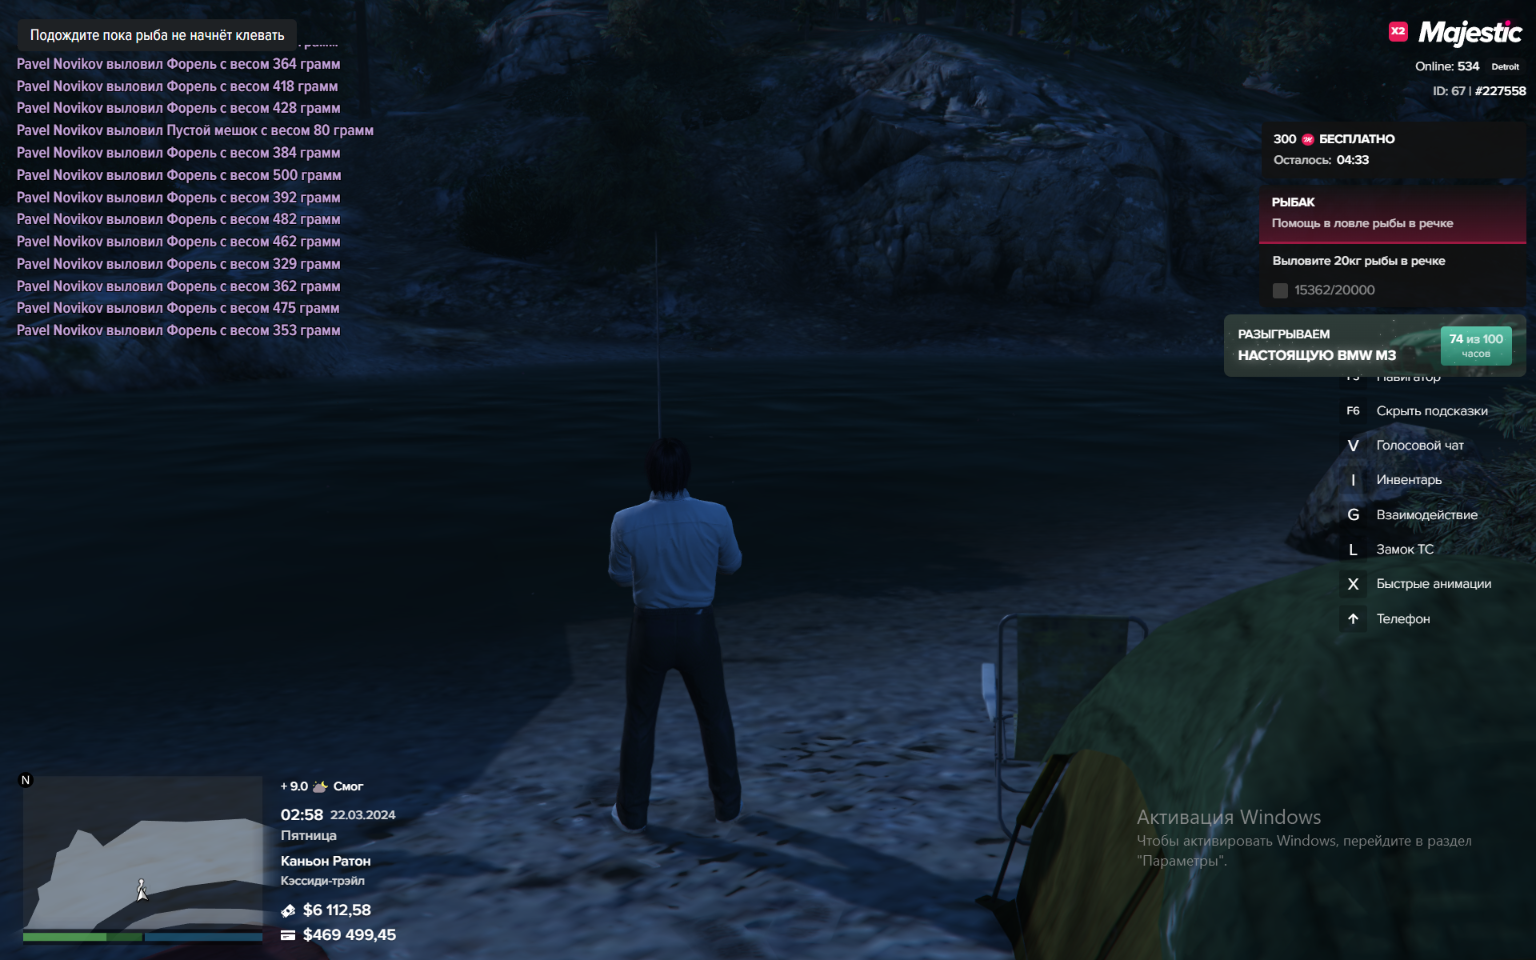 Подождите пока рыба не начнёт клевать
Pavel Novikov выловил Форель с весом 364 грамм
Pavel Novikov выловил Форель с весом 418 грамм
Pavel Novikov выловил Форель с весом 428 грамм
Pavel Novikov выловил Пустой мешок с весом 80 грамм
Pavel Novikov выловил Форель с весом 384 грамм
Pavel Novikov выловил Форель с весом 500 грамм
Pavel Novikov выловил Форель с весом 392 грамм
Pavel Novikov выловил Форель с весом 482 грамм
Pavel Novikov выловил Форель с весом 462 грамм
Pavel Novikov выловил Форель с весом 329 грамм
Pavel Novikov выловил Форель с весом 362 грамм
Pavel Novikov выловил Форель с весом 475 грамм
Pavel Novikov выловил Форель с весом 353 грамм
X2 Majestic
Online: 534 Detroit
ID: 67 | #227558
300 БЕСПЛАТНО
Осталось: 04:33
РЫБАК
Помощь в ловле рыбы в речке
Выловите 20кг рыбы в речке
15362/20000
РАЗЫГРЫВАЕМ
НАСТОЯЩУЮ BMW M3
74 из 100
часов
Навигатор
F6 Скрыть подсказки
V Голосовой чат
I Инвентарь
G Взаимодействие
L Замок ТС
X Быстрые анимации
Телефон
N
+ 9.0 Смог
02:58 22.03.2024
Пятница
Каньон Ратон
Кэссиди-трэйл
$6 112,58
$469 499,45
Активация Windows
Чтобы активировать Windows, перейдите в раздел
"Параметры".